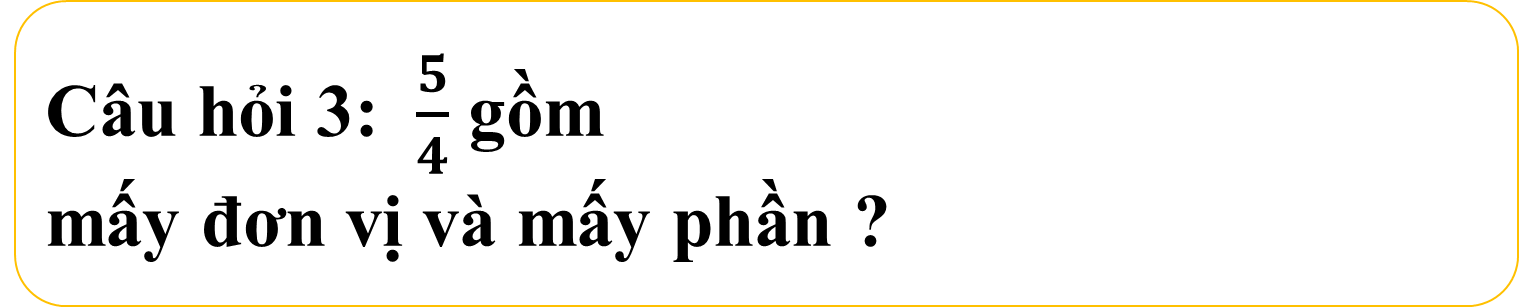 Câu hỏi 3: 5/4 gồm
mấy đơn vị và mấy phần ?